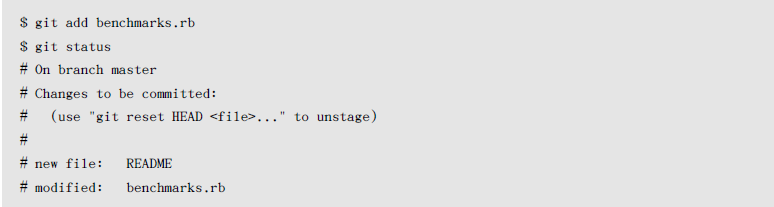 $ git add benchmarks.rb
$ git status
# On branch master
# Changes to be committed:
#   (use "git reset HEAD <file>..." to unstage)
#
# new file:   README
# modified:   benchmarks.rb